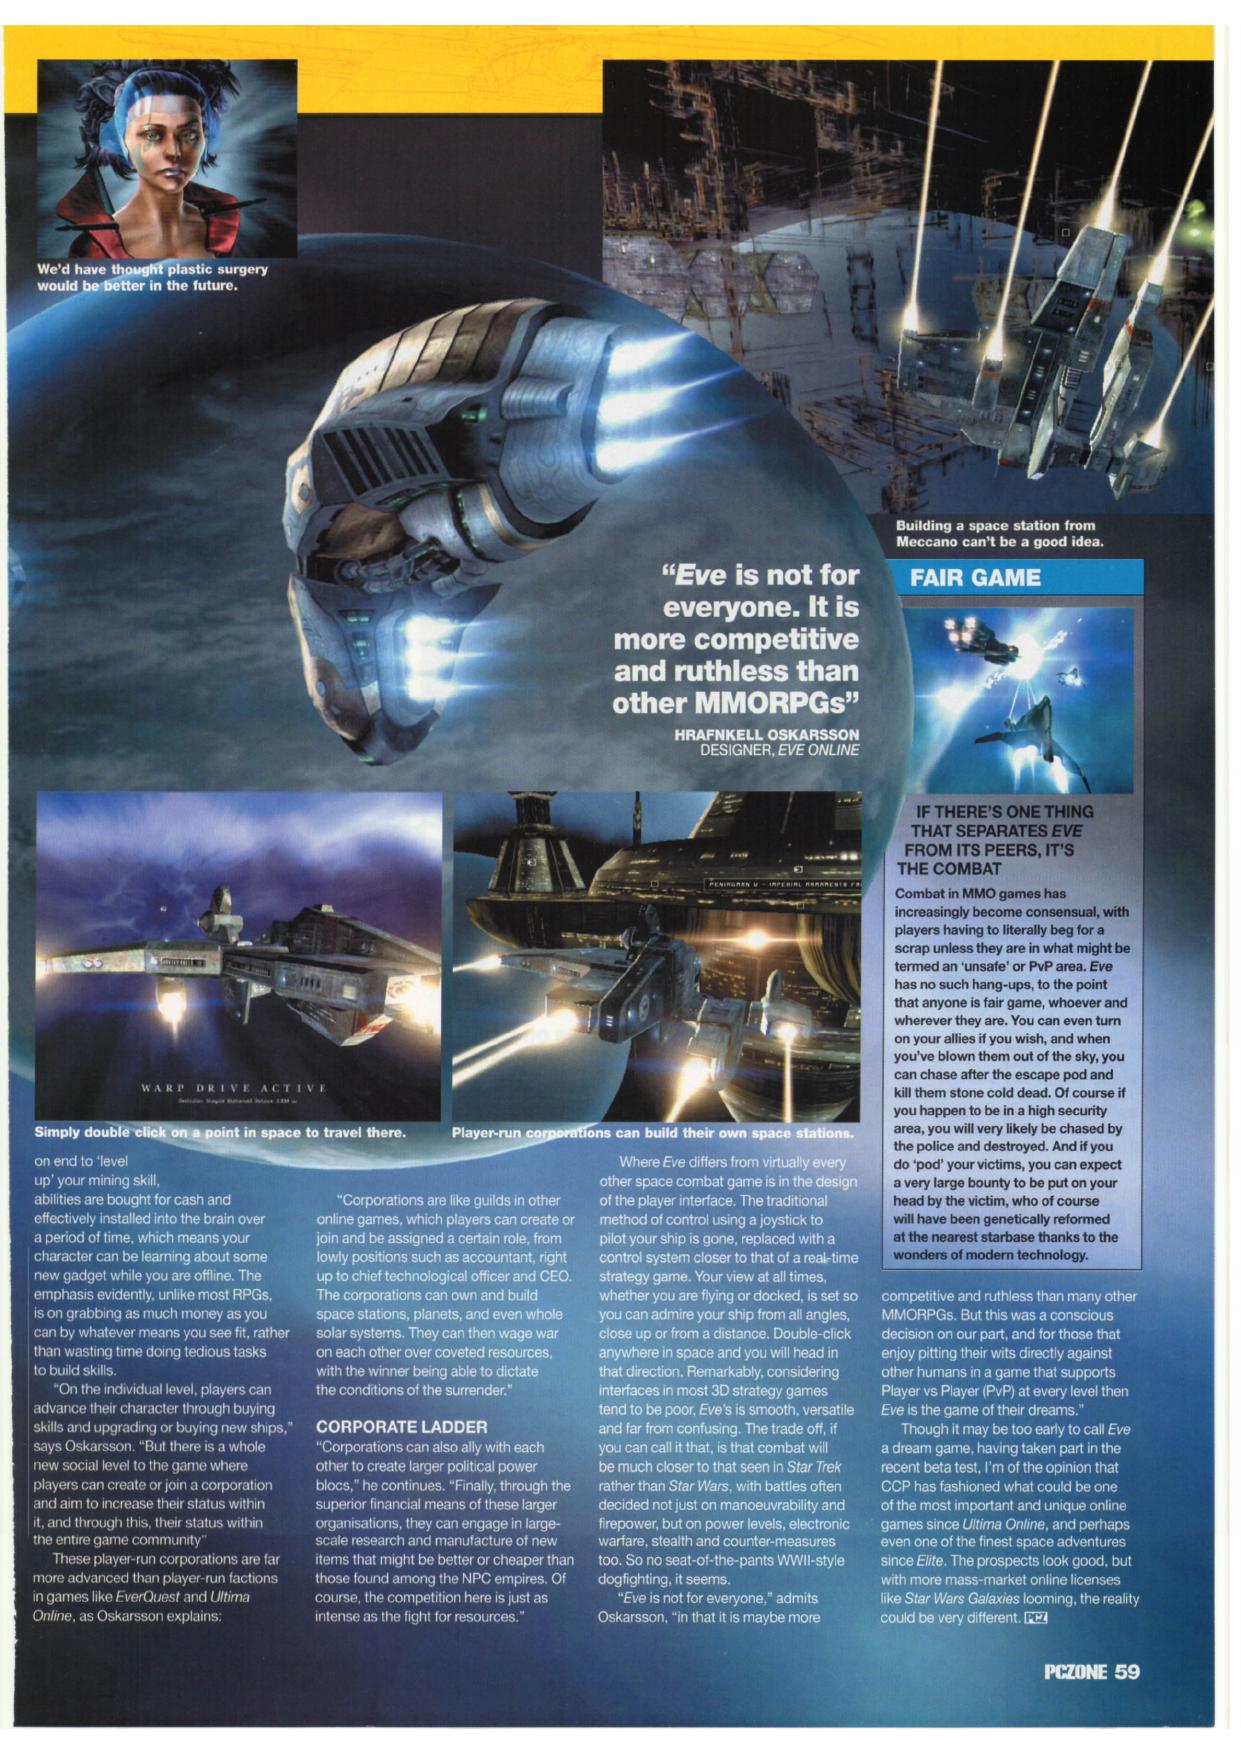 We'd have thought plastic surgery
would be better in the future.
Building a space station from
Meccano can't be a good idea.
"Eve is not for
everyone. It is
more competitive
and ruthless than
other MMORPGs"
HRAFNKELL OSKARSSON
DESIGNER, EVE ONLINE
WARP DRIVE ACTIVE
Simply double click on a point in space to travel there.
PENIRGMAN V - IMPERIAL ARMAMENTS FA
Player-run corporations can build their own space stations.
on end to 'level
up' your mining skill,
abilities are bought for cash and
effectively installed into the brain over
a period of time, which means your
character can be learning about some
new gadget while you are offline. The
emphasis evidently, unlike most RPGs,
is on grabbing as much money as you
can by whatever means you see fit, rather
than wasting time doing tedious tasks
to build skills.
"On the individual level, players can
advance their character through buying
skills and upgrading or buying new ships,"
says Oskarsson. "But there is a whole
new social level to the game where
players can create or join a corporation
and aim to increase their status within
it, and through this, their status within
the entire game community"
These player-run corporations are far
more advanced than player-run factions
in games like EverQuest and Ultima
Online, as Oskarsson explains:
"Corporations are like guilds in other
online games, which players can create or
join and be assigned a certain role, from
lowly positions such as accountant, right
up to chief technological officer and CEO.
The corporations can own and build
space stations, planets, and even whole
solar systems. They can then wage war
on each other over coveted resources,
with the winner being able to dictate
the conditions of the surrender."
CORPORATE LADDER
"Corporations can also ally with each
other to create larger political power
blocs," he continues. "Finally, through the
superior financial means of these larger
organisations, they can engage in large-
scale research and manufacture of new
items that might be better or cheaper than
those found among the NPC empires. Of
course, the competition here is just as
intense as the fight for resources."
Where Eve differs from virtually every
other space combat game is in the design
of the player interface. The traditional
method of control using a joystick to
pilot your ship is gone, replaced with a
control system closer to that of a real-time
strategy game. Your view at all times,
whether you are flying or docked, is set so
you can admire your ship from all angles,
close up or from a distance. Double-click
anywhere in space and you will head in
that direction. Remarkably, considering
interfaces in most 3D strategy games
tend to be poor, Eve's is smooth, versatile
and far from confusing. The trade off, if
you can call it that, is that combat will
be much closer to that seen in Star Trek
rather than Star Wars, with battles often
decided not just on manoeuvrability and
firepower, but on power levels, electronic
warfare, stealth and counter-measures
too. So no seat-of-the-pants WWII-style
dogfighting, it seems.
"Eve is not for everyone," admits
Oskarsson, "in that it is maybe more
competitive and ruthless than many other
MMORPGs. But this was a conscious
decision on our part, and for those that
enjoy pitting their wits directly against
other humans in a game that supports
Player vs Player (PvP) at every level then
Eve is the game of their dreams."
Though it may be too early to call Eve
a dream game, having taken part in the
recent beta test, I'm of the opinion that
CCP has fashioned what could be one
of the most important and unique online
games since Ultima Online, and perhaps
even one of the finest space adventures
since Elite. The prospects look good, but
with more mass-market online licenses
like Star Wars Galaxies looming, the reality
could be very different. PCZ
FAIR GAME
IF THERE'S ONE THING
THAT SEPARATES EVE
FROM ITS PEERS, IT'S
THE COMBAT
Combat in MMO games has
increasingly become consensual, with
players having to literally beg for a
scrap unless they are in what might be
termed an 'unsafe' or PvP area. Eve
has no such hang-ups, to the point
that anyone is fair game, whoever and
wherever they are. You can even turn
on your allies if you wish, and when
you've blown them out of the sky, you
can chase after the escape pod and
kill them stone cold dead. Of course if
you happen to be in a high security
area, you will very likely be chased by
the police and destroyed. And if you
do 'pod' your victims, you can expect
a very large bounty to be put on your
head by the victim, who of course
will have been genetically reformed
at the nearest starbase thanks to the
wonders of modern technology.
PCZONE 59